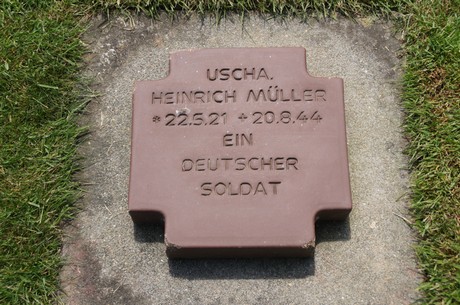 USCHA.
HEINRICH MÜLLER
* 22.5.21 + 20.8.44
EIN
DEUTSCHER
SOLDAT